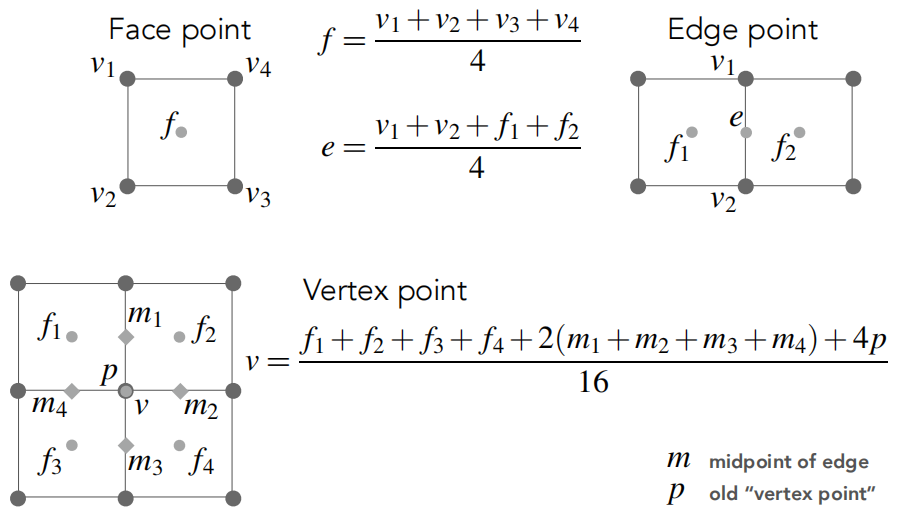 Face point
v₁ v₄
f
v₂ v₃
f = (v₁ + v₂ + v₃ + v₄) / 4
e = (v₁ + v₂ + f₁ + f₂) / 4
Edge point
v₁
e
f₁ f₂
v₂
Vertex point
f₁ m₁ f₂
p
m₄ v m₂
f₃ m₃ f₄
v = (f₁ + f₂ + f₃ + f₄ + 2(m₁ + m₂ + m₃ + m₄) + 4p) / 16
m midpoint of edge
p old “vertex point”